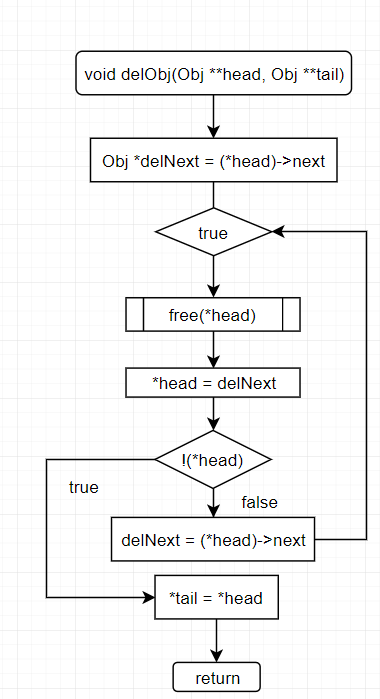 void delObj(Obj **head, Obj **tail)
Obj *delNext = (*head)->next
true
free(*head)
*head = delNext
!(*head)
true
false
delNext = (*head)->next
*tail = *head
return